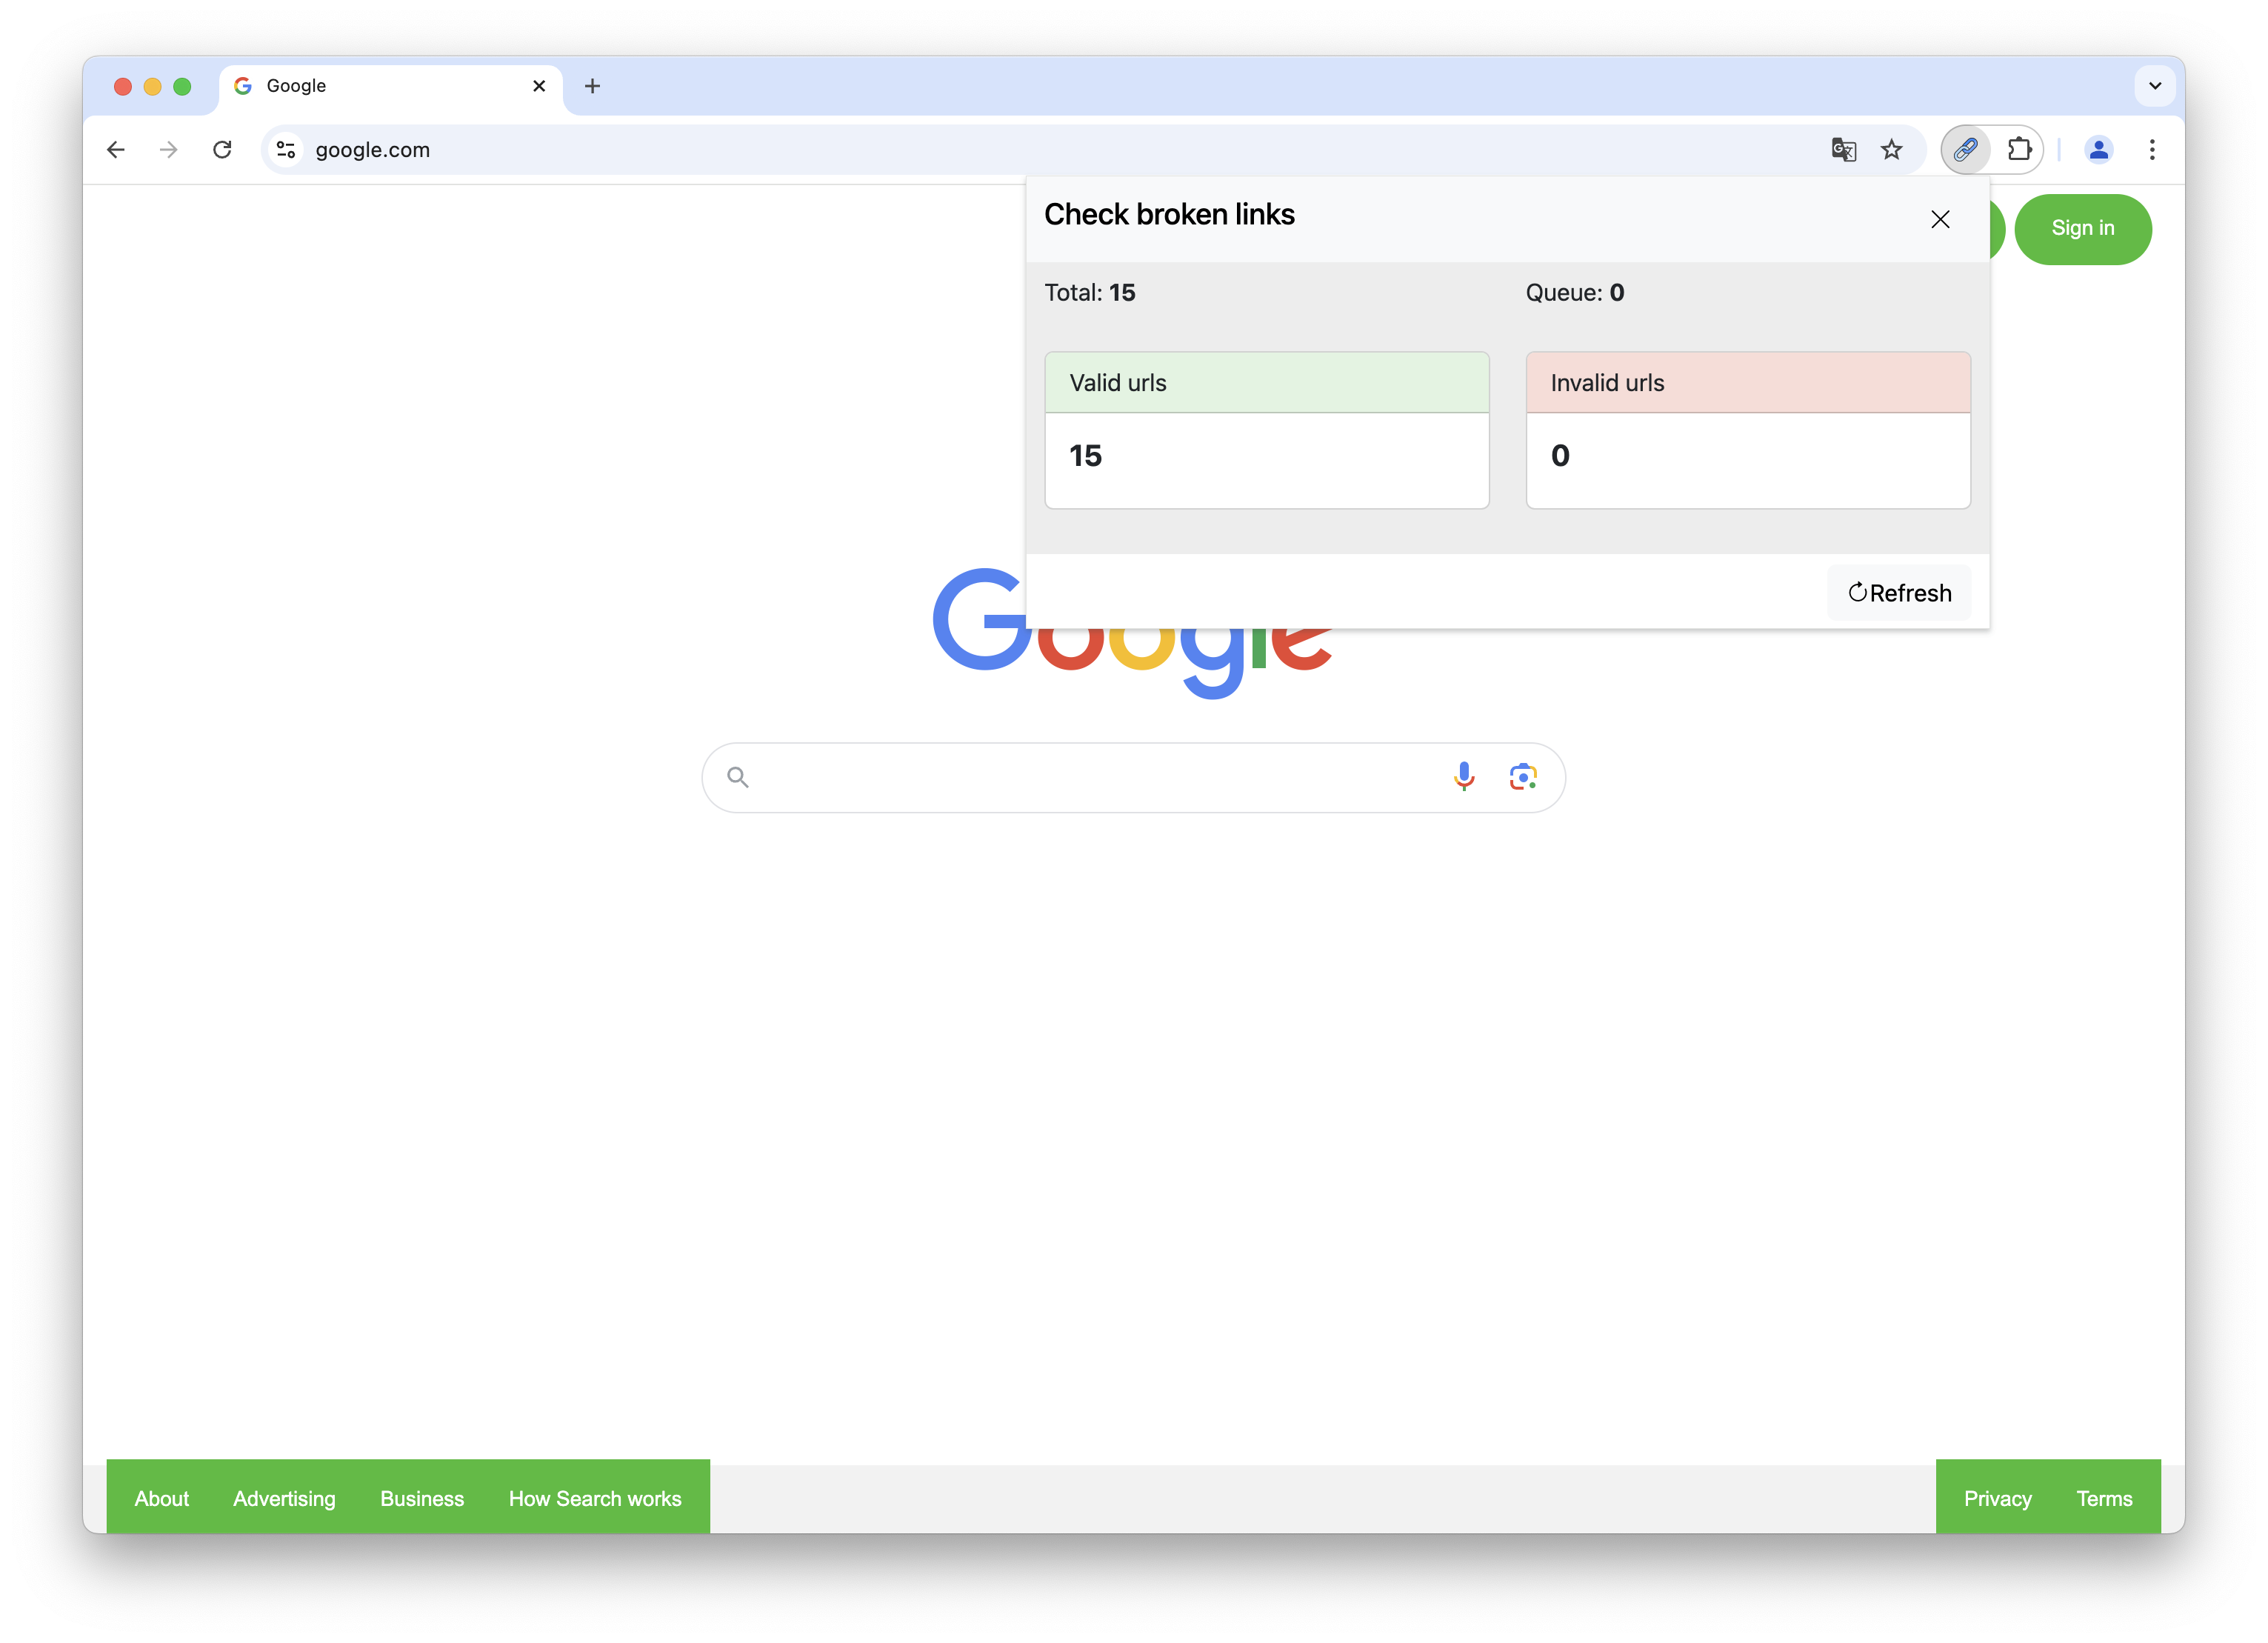 Google
google.com
Check broken links
Sign in
Total: 15
Queue: 0
Valid urls
Invalid urls
15
0
Refresh
Google
About
Advertising
Business
How Search works
Privacy
Terms